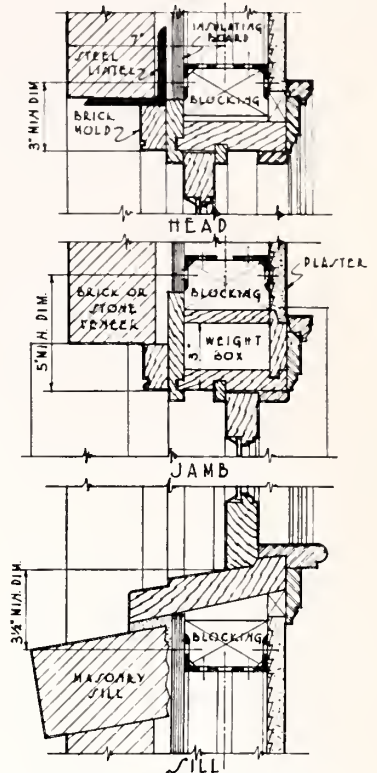 7"
INSULATING
BOARD
STEEL
LINTEL
BLOCKING
BRICK
MOLD
3" MIN. DIM.
HEAD
PLASTER
BLOCKING
BRICK OR
STONE
VENEER
5" MIN. DIM.
WEIGHT
BOX
JAMB
3½" MIN. DIM.
BLOCKING
MASONRY
SILL
SILL